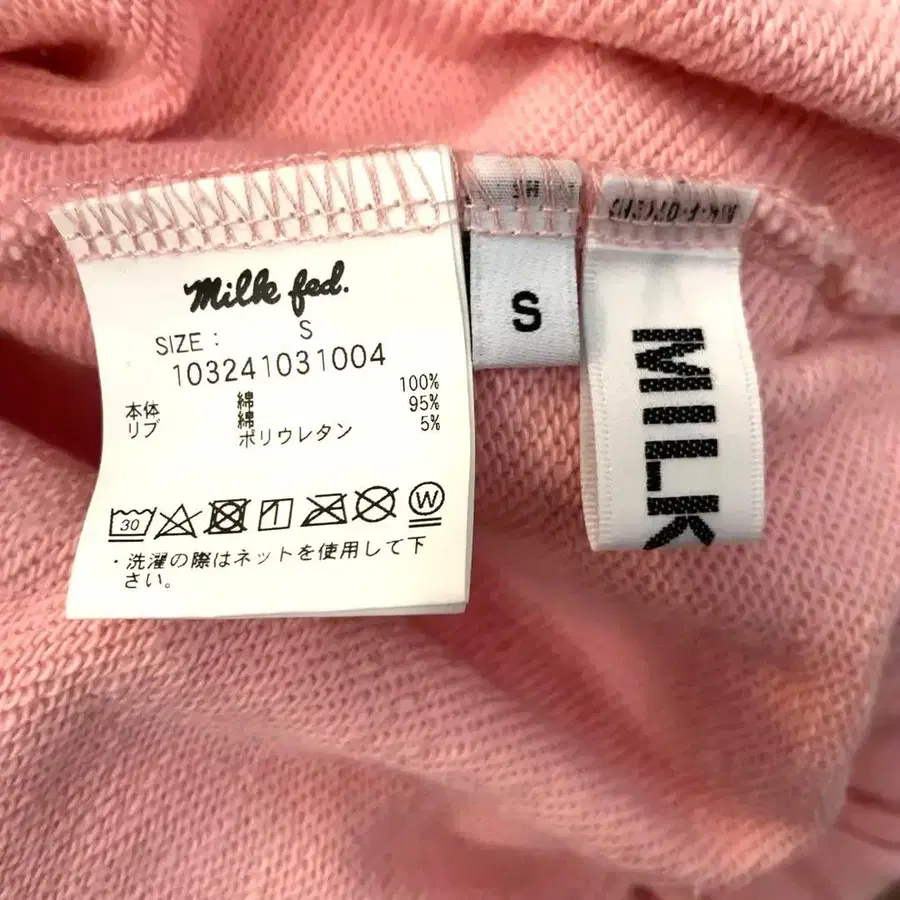 Milk fed.
SIZE : S
103241031004
本体 綿 100%
リブ 綿 95%
ポリウレタン 5%
30
W
・洗濯の際はネットを使用して下
さい。
S
MILK